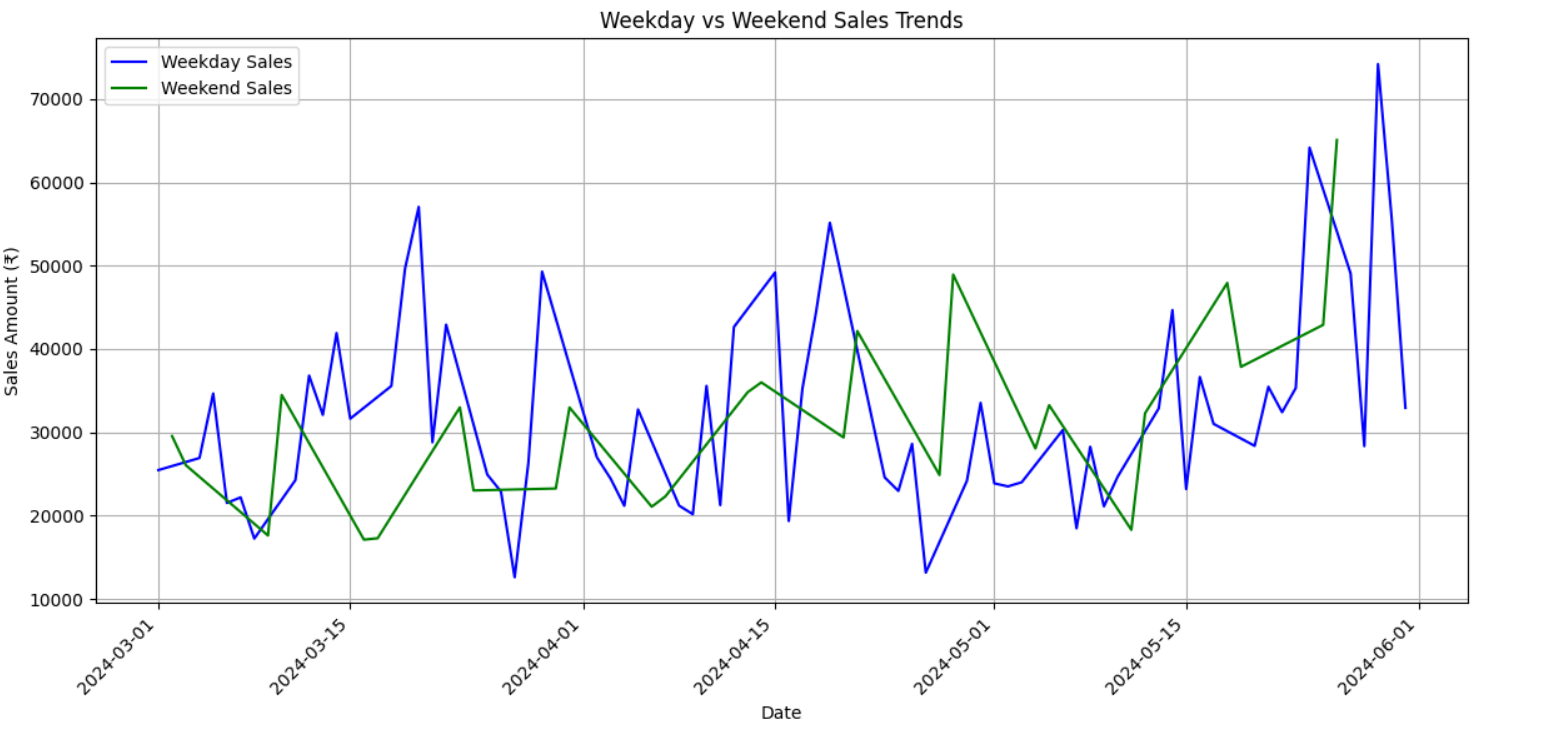 Weekday vs Weekend Sales Trends
Weekday Sales
Weekend Sales
Sales Amount (₹)
70000
60000
50000
40000
30000
20000
10000
2024-03-01
2024-03-15
2024-04-01
2024-04-15
2024-05-01
2024-05-15
2024-06-01
Date